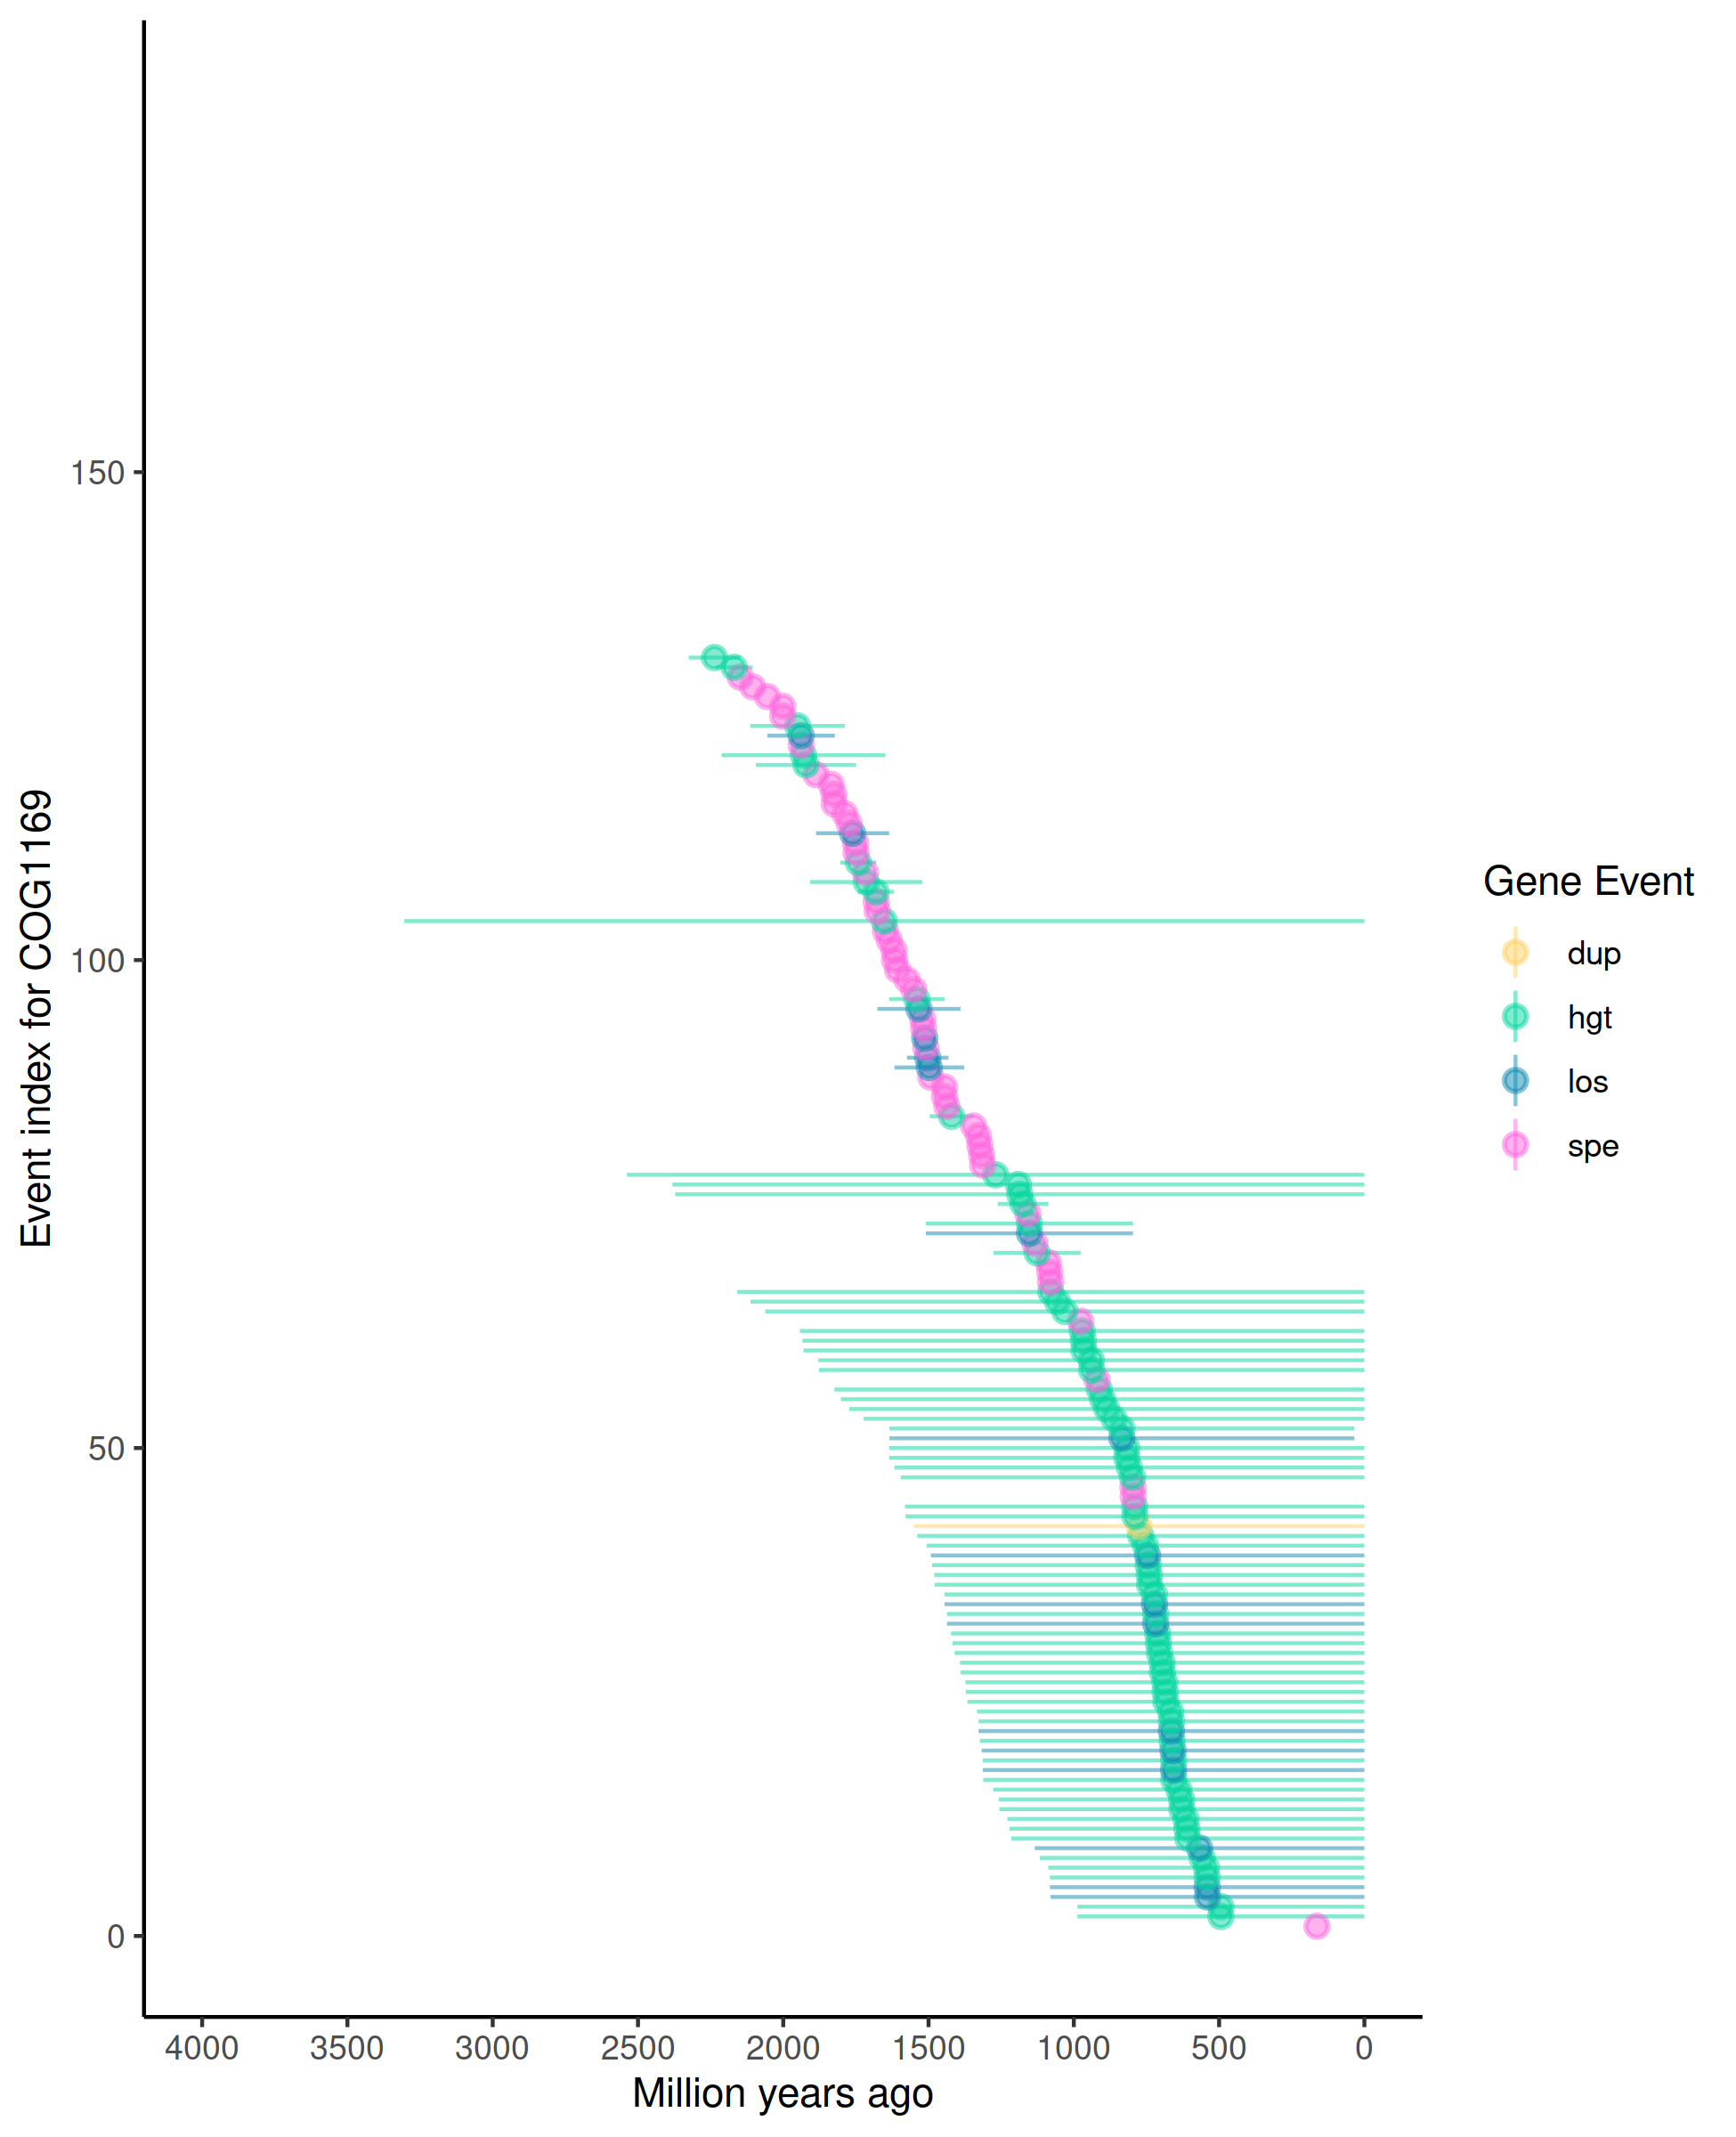 Event index for COG1169
150
100
50
0
4000 3500 3000 2500 2000 1500 1000 500 0
Million years ago
Gene Event
dup
hgt
los
spe